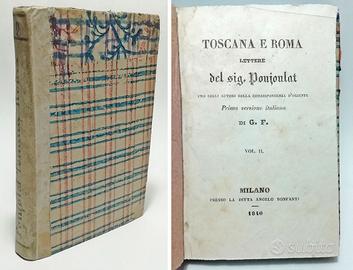 TOSCANA E ROMA
LETTERE
del sig. Poujoulat
UNO DEGLI AUTORI DELLA CORRISPONDENZA D'ORIENTE
Prima versione italiana
DI G. F.
VOL. II.
MILANO
PRESSO LA DITTA ANGELO BONFANTI
1840
subito